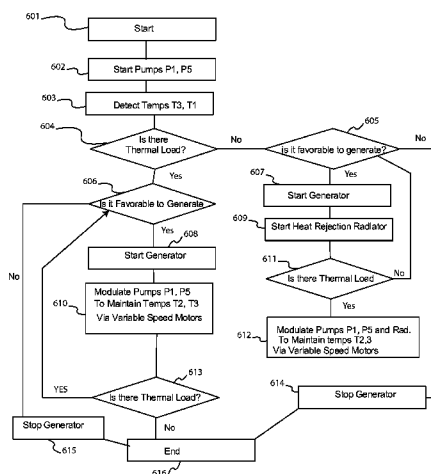 601
Start
602
Start Pumps P1, P5
603
Detect Temps T3, T1
604
Is there
Thermal Load?
No
605
is it favorable to generate?
No
Yes
606
Is it Favorable to Generate
Yes
607
Start Generator
609
Start Heat Rejection Radiator
No
Yes
608
Start Generator
610
Modulate Pumps P1, P5
To Maintain Temps T2, T3
Via Variable Speed Motors
611
Is there Thermal Load
No
Yes
612
Modulate Pumps P1, P5 and Rad.
To Maintain temps T2,3
Via Variable Speed Motors
YES
613
Is there Thermal Load?
No
614
Stop Generator
Stop Generator
615
End
616